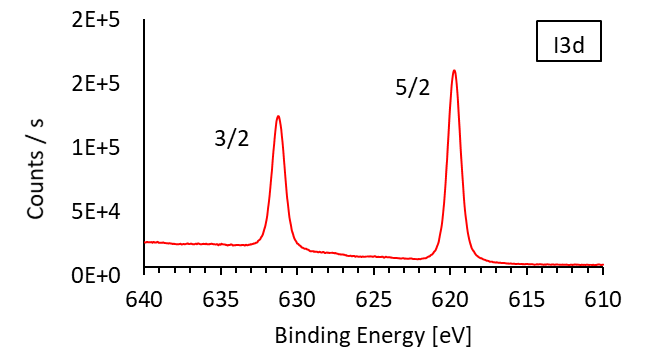 2E+5
I3d
2E+5
5/2
1E+5
3/2
5E+4
0E+0
Counts / s
640 635 630 625 620 615 610
Binding Energy [eV]